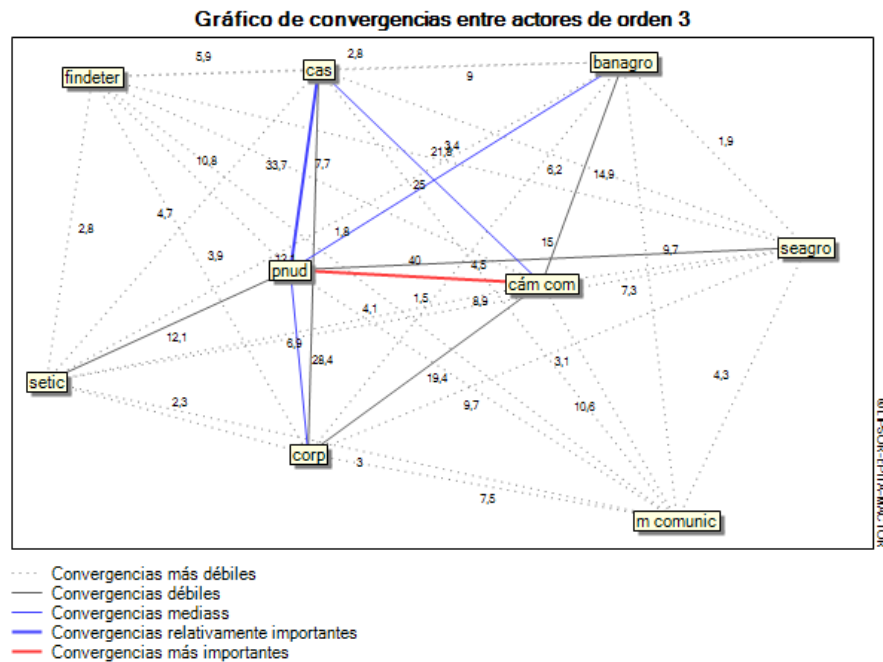 Gráfico de convergencias entre actores de orden 3
5,9
2,8
findeter
cas
banagro
9
3,4
1,9
10,8
33,7
7,7
25
6,2
14,9
2,8
4,7
1,8
3,9
40
4,5
15
9,7
seagro
pnud
cám com
7,3
4,1
1,5
8,9
12,1
6,9
28,4
3,1
setic
19,4
4,3
2,3
9,7
10,6
corp
3
7,5
m comunic
Convergencias más débiles
Convergencias débiles
Convergencias mediass
Convergencias relativamente importantes
Convergencias más importantes